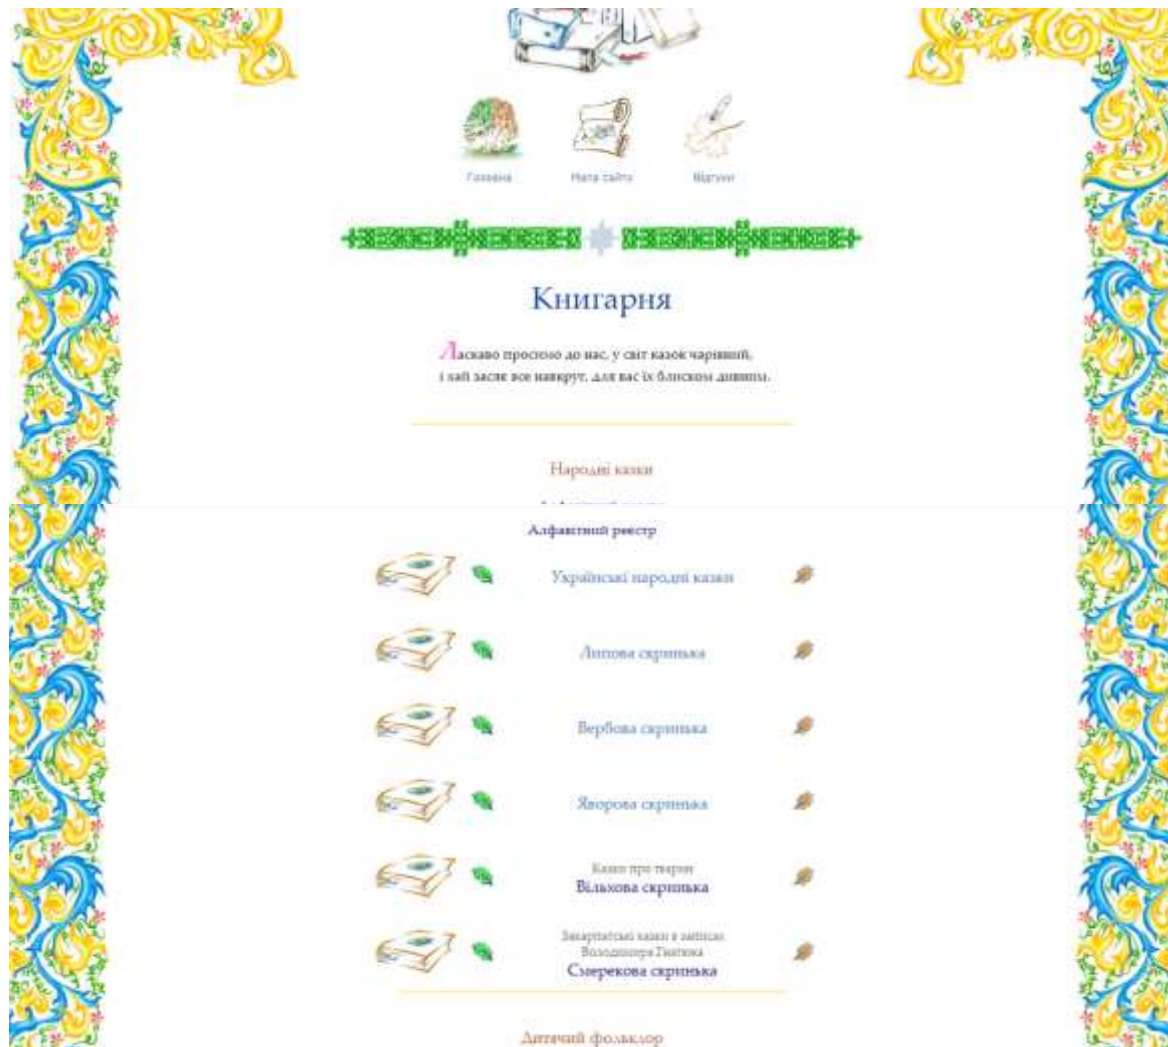 Головна
Мапа сайту
Відгуки
Книгарня
Ласкаво просимо до нас, у світ казок чарівний,
і хай засяє все навкруг, для вас їх блиском дивним.
Народні казки
Алфавітний реєстр
Українські народні казки
Липова скринька
Вербова скринька
Яворова скринька
Казки про тварин
Вільхова скринька
Закарпатські казки в записах
Володимира Гнатюка
Смерекова скринька
Дитячий фольклор